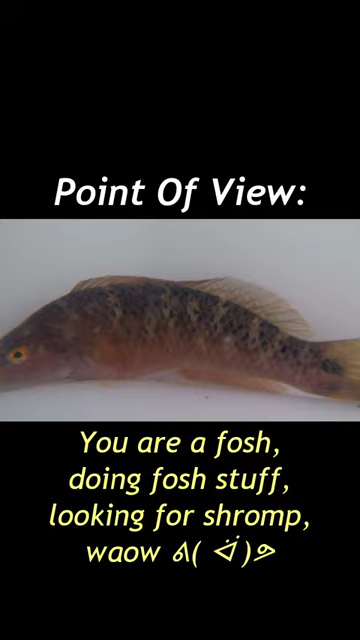 Point Of View:
You are a fosh,
doing fosh stuff,
looking for shromp,
waow ᕕ( ᐛ )ᕗ